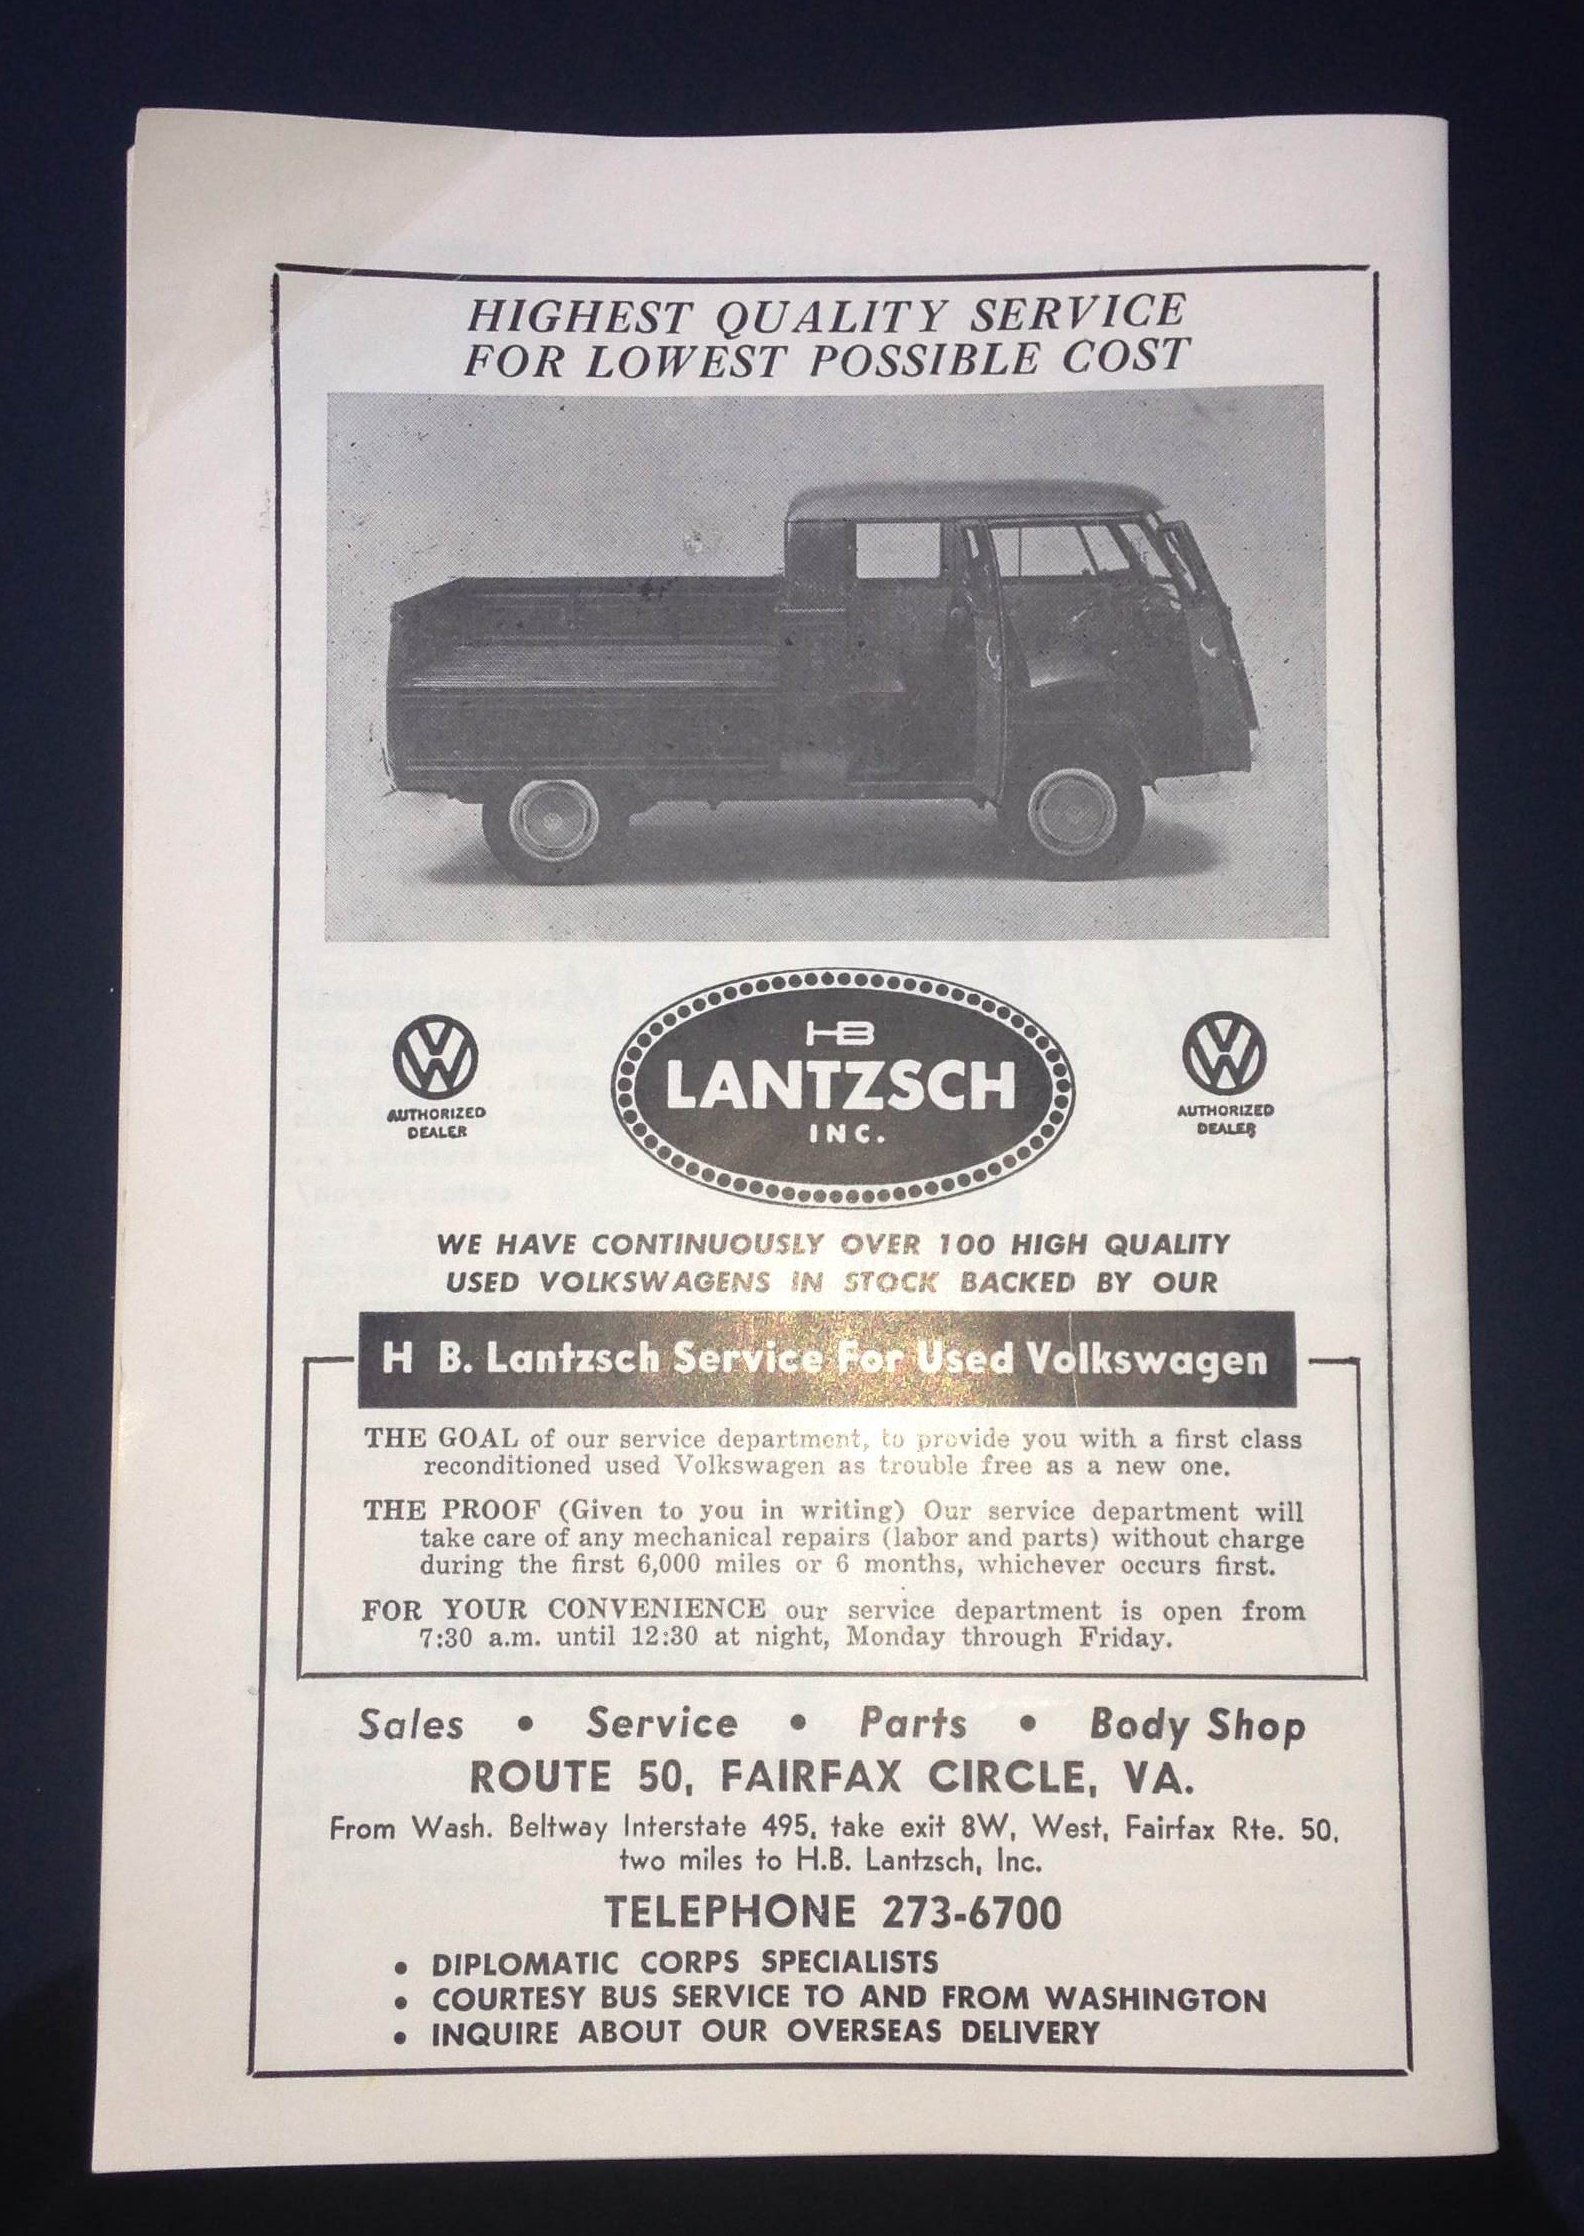 HIGHEST QUALITY SERVICE
FOR LOWEST POSSIBLE COST
HB
LANTZSCH
INC.
VW
AUTHORIZED
DEALER
VW
AUTHORIZED
DEALER
WE HAVE CONTINUOUSLY OVER 100 HIGH QUALITY
USED VOLKSWAGENS IN STOCK BACKED BY OUR
H B. Lantzsch Service For Used Volkswagen
THE GOAL of our service department, to provide you with a first class
reconditioned used Volkswagen as trouble free as a new one.
THE PROOF (Given to you in writing) Our service department will
take care of any mechanical repairs (labor and parts) without charge
during the first 6,000 miles or 6 months, whichever occurs first.
FOR YOUR CONVENIENCE our service department is open from
7:30 a.m. until 12:30 at night, Monday through Friday.
Sales • Service • Parts • Body Shop
ROUTE 50, FAIRFAX CIRCLE, VA.
From Wash. Beltway Interstate 495, take exit 8W, West, Fairfax Rte. 50,
two miles to H.B. Lantzsch, Inc.
TELEPHONE 273-6700
• DIPLOMATIC CORPS SPECIALISTS
• COURTESY BUS SERVICE TO AND FROM WASHINGTON
• INQUIRE ABOUT OUR OVERSEAS DELIVERY